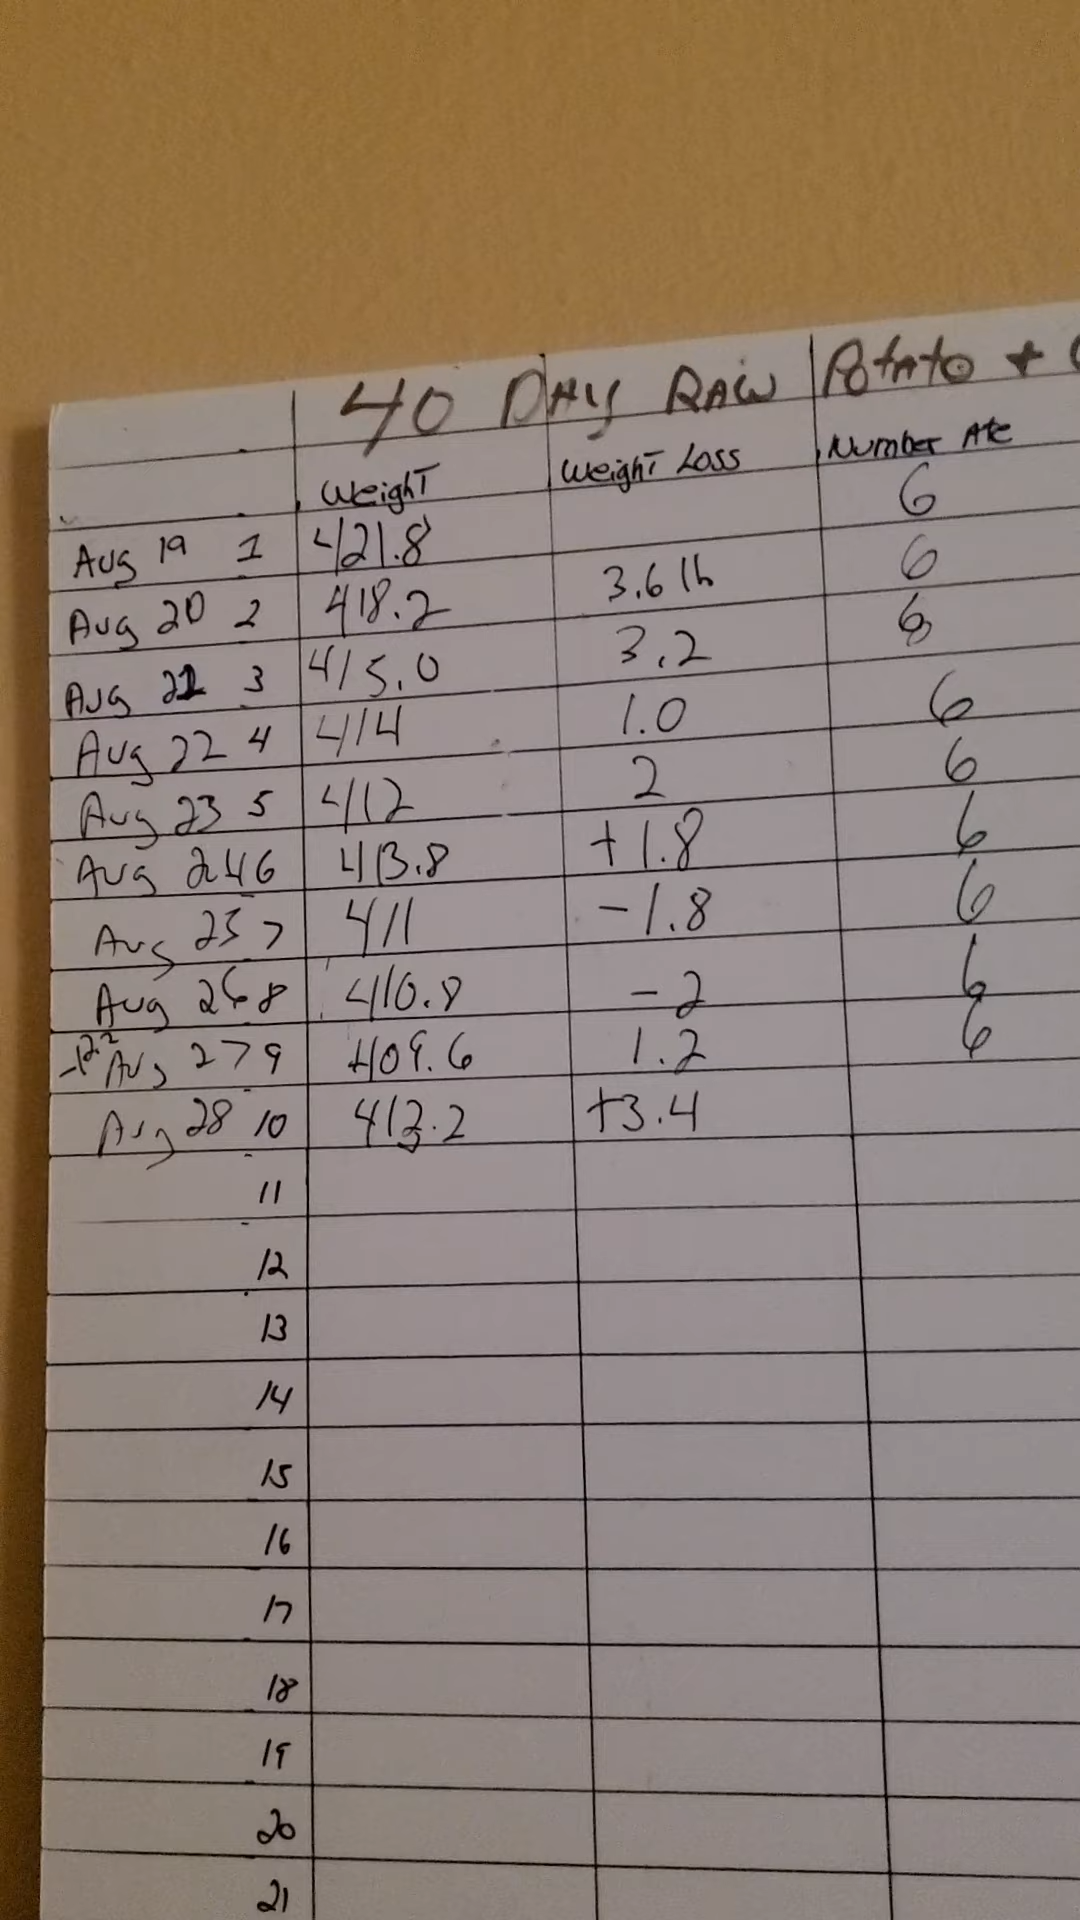 40 DAY RAW Potato +
Weight Weight Loss Number Ate
Aug 19 1 421.8 6
Aug 20 2 418.2 3.6 lb 6
Aug 21 3 415.0 3.2 6
Aug 22 4 414 1.0 6
Aug 23 5 412 2 6
Aug 24 6 413.8 +1.8 6
Aug 25 7 411 -1.8 6
Aug 26 8 410.8 -2 6
-12.2 Aug 27 9 409.6 1.2 6
Aug 28 10 413.2 +3.4
11
12
13
14
15
16
17
18
19
20
21